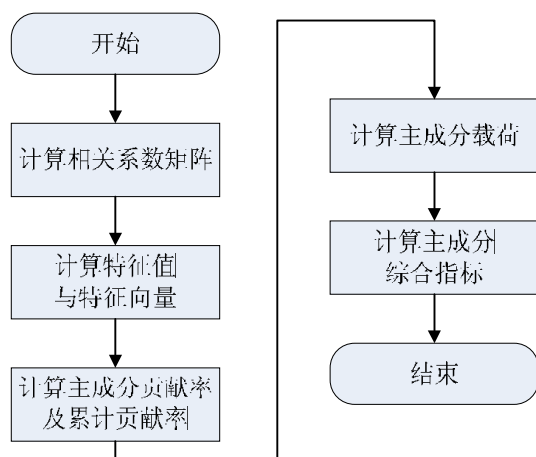 开始
计算相关系数矩阵
计算特征值
与特征向量
计算主成分贡献率
及累计贡献率
计算主成分载荷
计算主成分
综合指标
结束